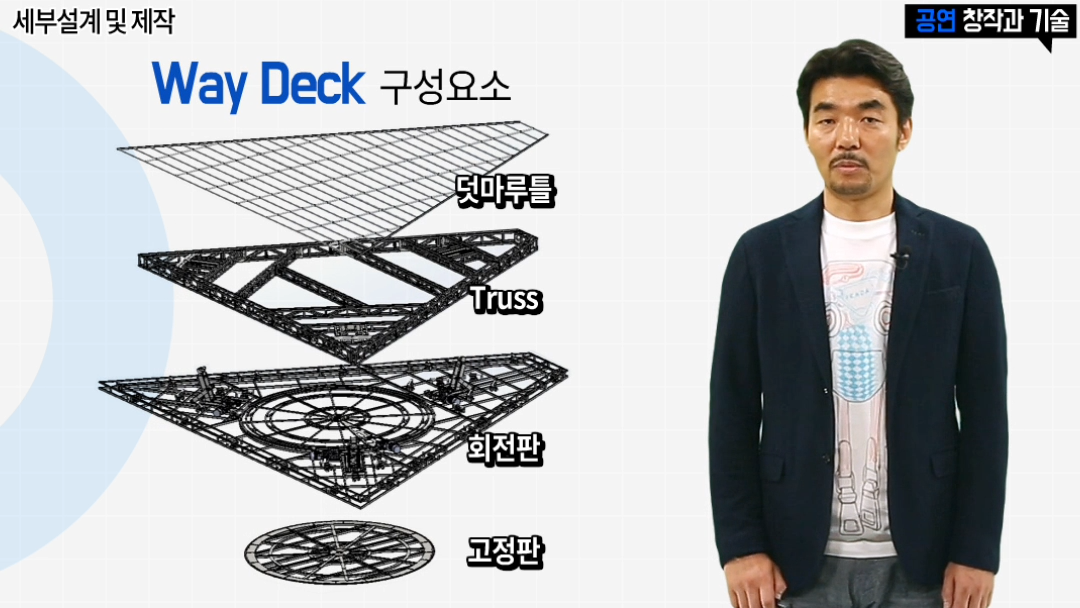 세부설계 및 제작
공연 창작과 기술
Way Deck 구성요소
덧마루틀
Truss
회전판
고정판